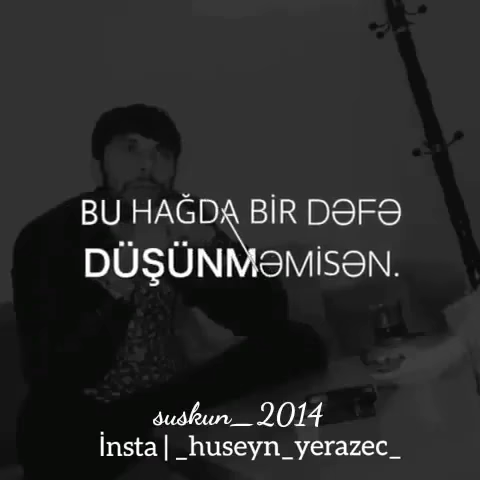 BU HAĞDA BİR DƏFƏ
DÜŞÜNMƏMİSƏN.
suskun_2014
İnsta | _huseyn_yerazec_